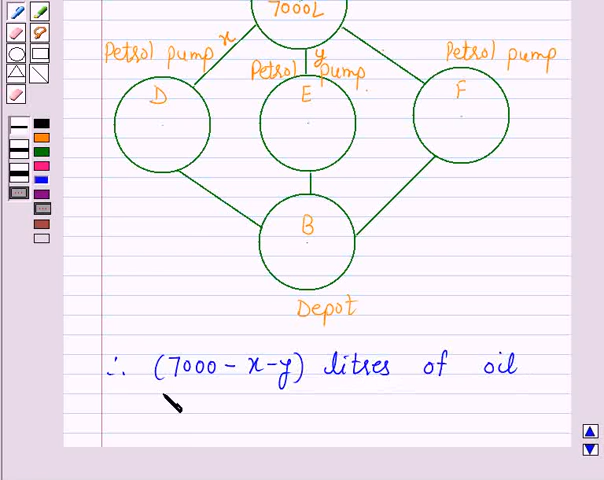 7000L
Petrol pump x y Petrol pump
Petrol pump
D E F
B
Depot
∴ (7000 - x - y) litres of oil